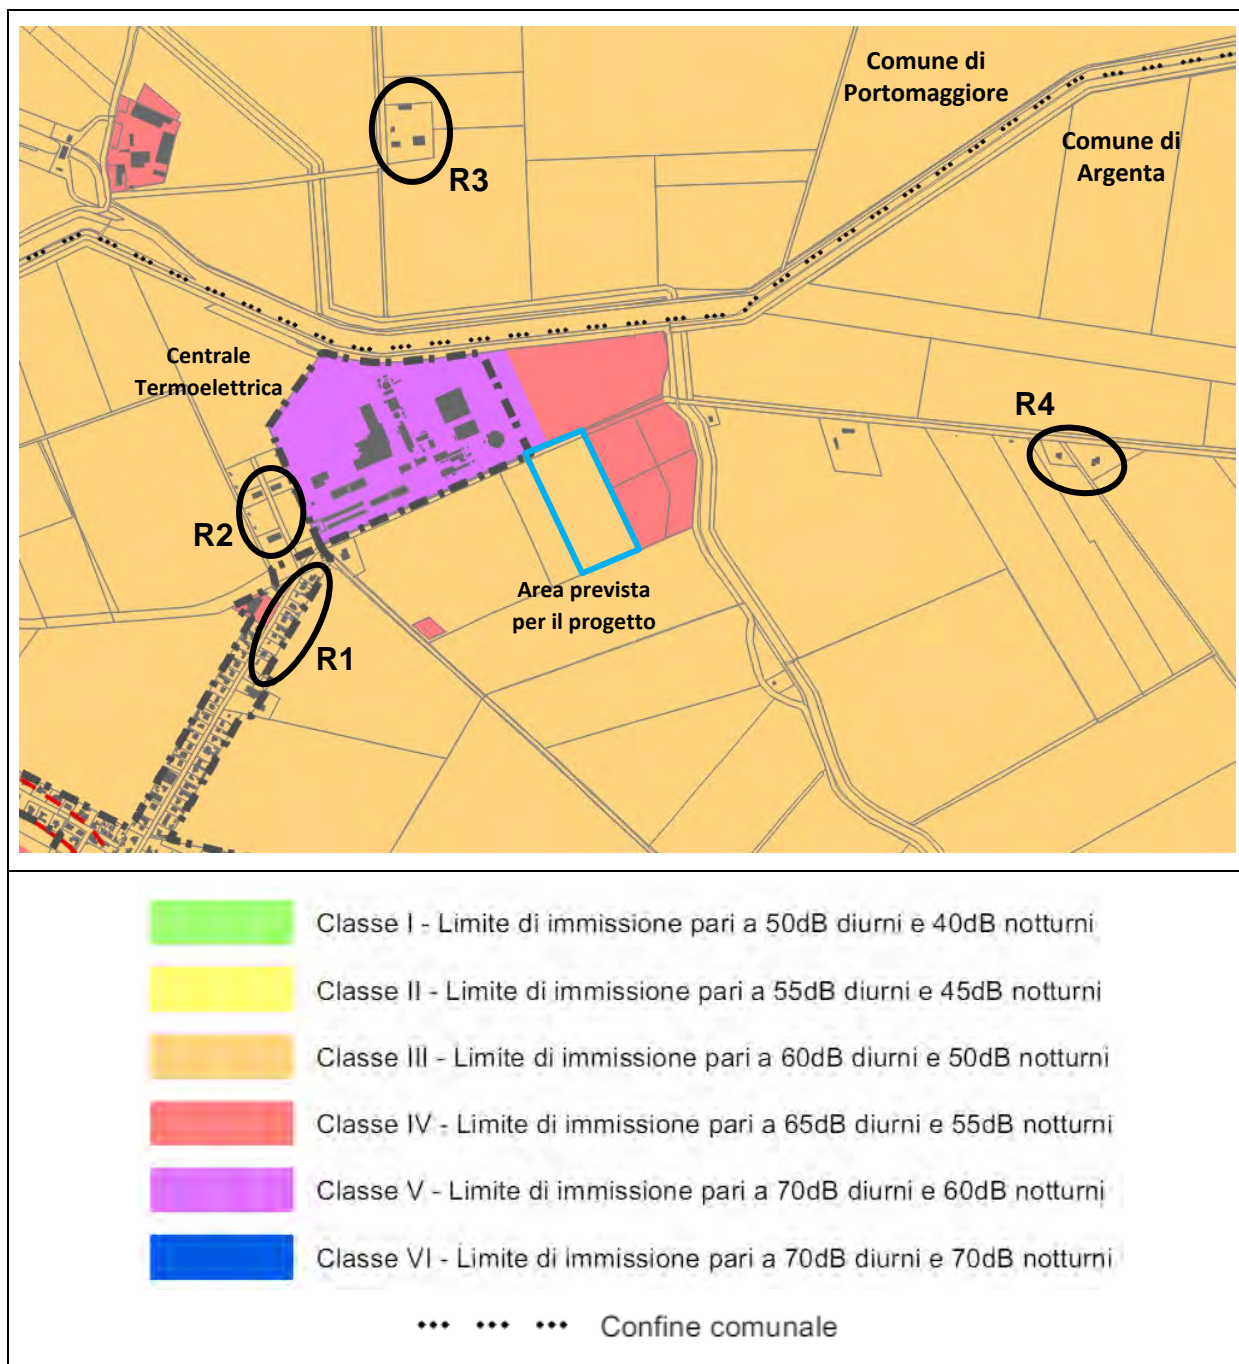 Comune di
Portomaggiore
Comune di
Argenta
R3
Centrale
Termoelettrica
R4
R2
Area prevista
per il progetto
R1
Classe I - Limite di immissione pari a 50dB diurni e 40dB notturni
Classe II - Limite di immissione pari a 55dB diurni e 45dB notturni
Classe III - Limite di immissione pari a 60dB diurni e 50dB notturni
Classe IV - Limite di immissione pari a 65dB diurni e 55dB notturni
Classe V - Limite di immissione pari a 70dB diurni e 60dB notturni
Classe VI - Limite di immissione pari a 70dB diurni e 70dB notturni
Confine comunale